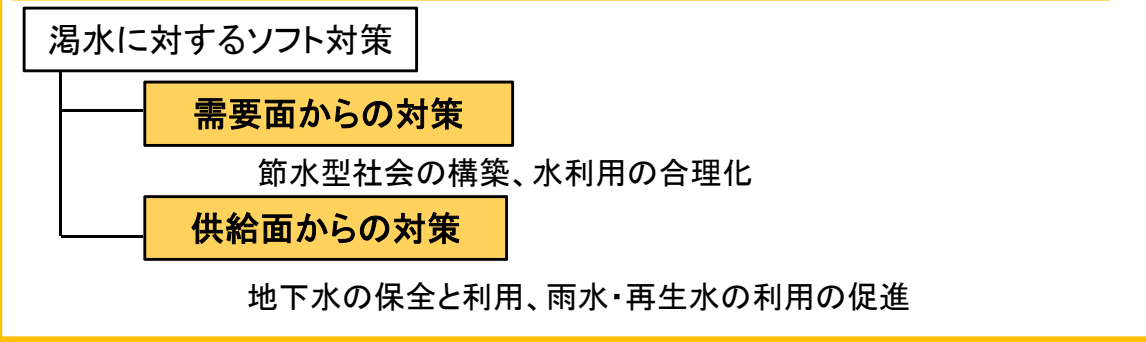 渇水に対するソフト対策
需要面からの対策
節水型社会の構築、水利用の合理化
供給面からの対策
地下水の保全と利用、雨水・再生水の利用の促進